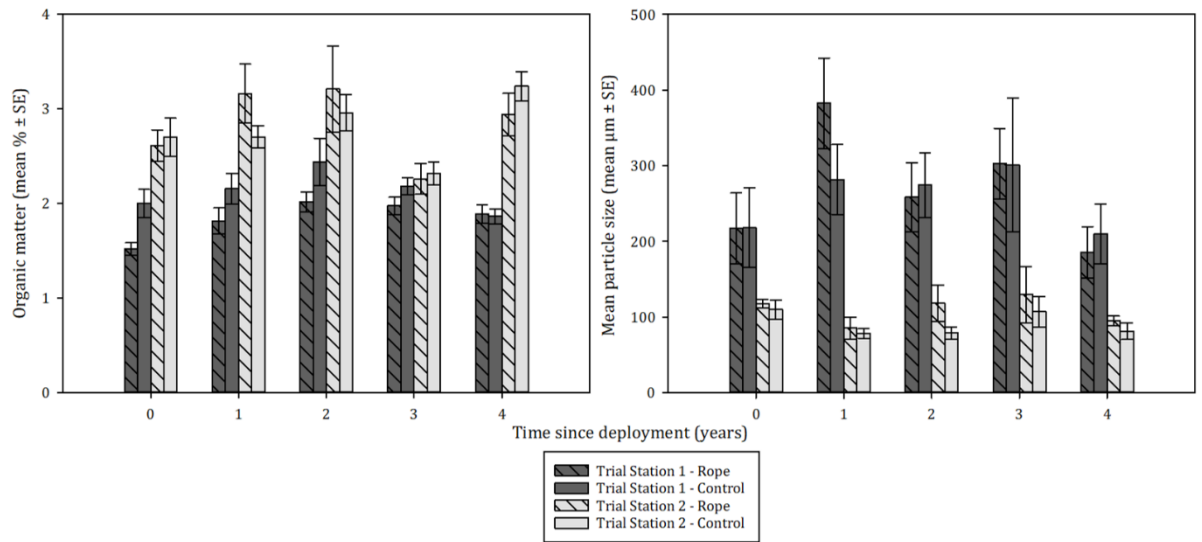 Organic matter (mean % ± SE)
4
3
2
1
0
0 1 2 3 4
Mean particle size (mean µm ± SE)
500
400
300
200
100
0
0 1 2 3 4
Time since deployment (years)
Trial Station 1 - Rope
Trial Station 1 - Control
Trial Station 2 - Rope
Trial Station 2 - Control